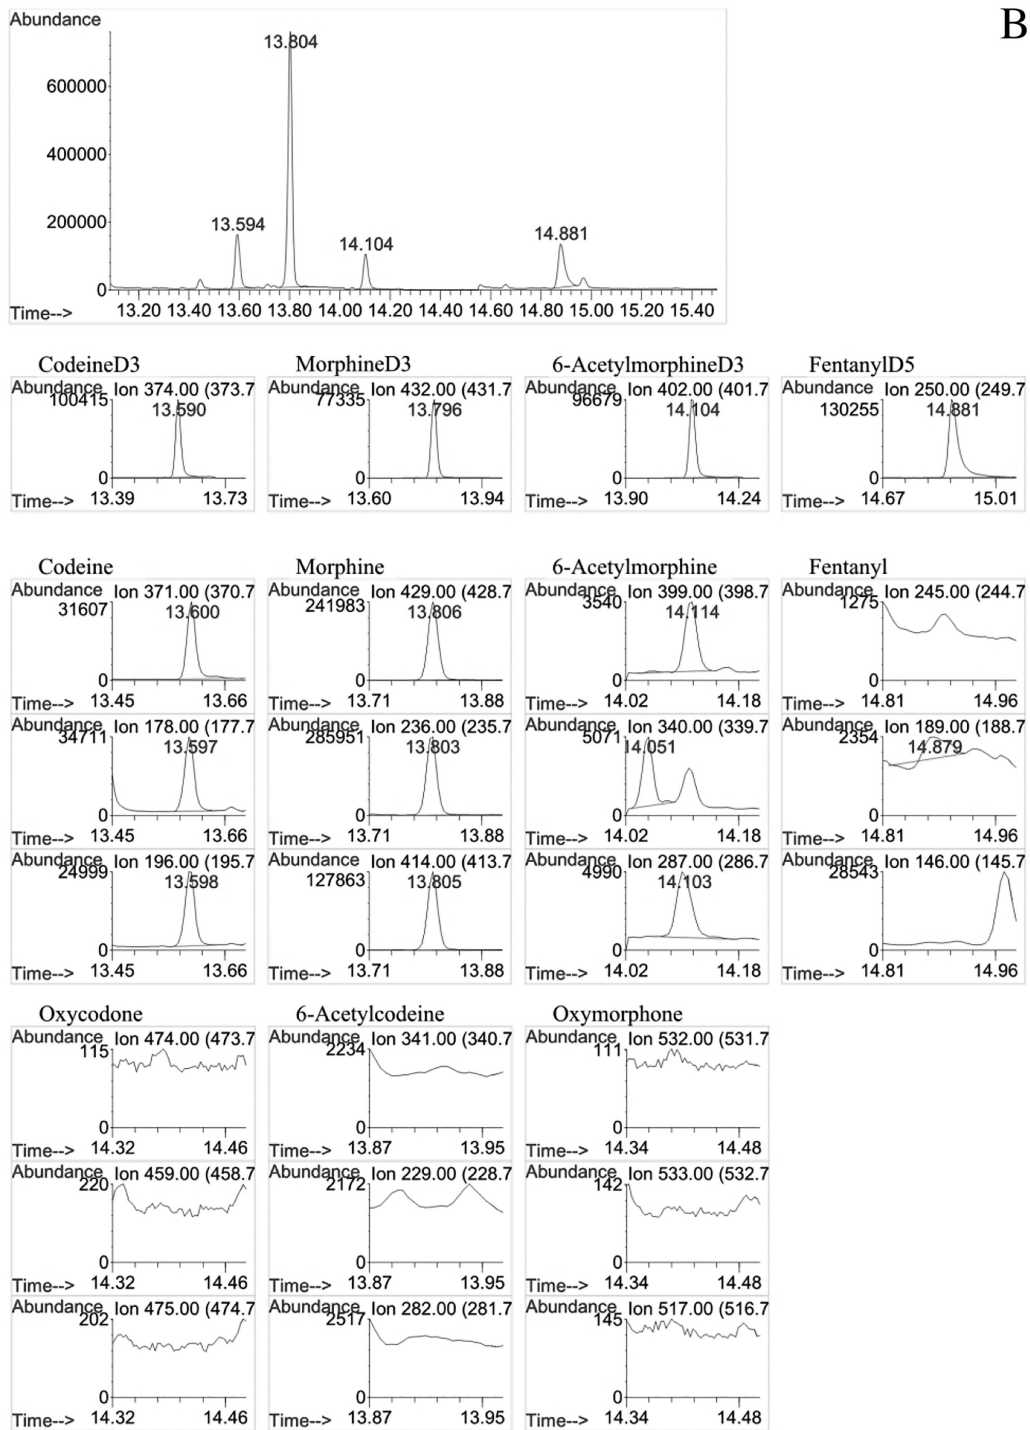 B
Abundance
13.804
600000
400000
200000
13.594
14.104
14.881
0
Time--> 13.20 13.40 13.60 13.80 14.00 14.20 14.40 14.60 14.80 15.00 15.20 15.40
CodeineD3 MorphineD3 6-AcetylmorphineD3 FentanylD5
Abundance Ion 374.00 (373.7 Abundance Ion 432.00 (431.7 Abundance Ion 402.00 (401.7 Abundance Ion 250.00 (249.7
100415 13.590 77335 13.796 96679 14.104 130255 14.881
0 0 0 0
Time--> 13.39 13.73 Time--> 13.60 13.94 Time--> 13.90 14.24 Time--> 14.67 15.01
Codeine Morphine 6-Acetylmorphine Fentanyl
Abundance Ion 371.00 (370.7 Abundance Ion 429.00 (428.7 Abundance Ion 399.00 (398.7 Abundance Ion 245.00 (244.7
31607 13.600 241983 13.806 3540 14.114 1275
0 0 0 0
Time--> 13.45 13.66 Time--> 13.71 13.88 Time--> 14.02 14.18 Time--> 14.81 14.96
Abundance Ion 178.00 (177.7 Abundance Ion 236.00 (235.7 Abundance Ion 340.00 (339.7 Abundance Ion 189.00 (188.7
34711 13.597 285951 13.803 5071 14.051 2354 14.879
0 0 0 0
Time--> 13.45 13.66 Time--> 13.71 13.88 Time--> 14.02 14.18 Time--> 14.81 14.96
Abundance Ion 196.00 (195.7 Abundance Ion 414.00 (413.7 Abundance Ion 287.00 (286.7 Abundance Ion 146.00 (145.7
24999 13.598 127863 13.805 4990 14.103 28543
0 0 0 0
Time--> 13.45 13.66 Time--> 13.71 13.88 Time--> 14.02 14.18 Time--> 14.81 14.96
Oxycodone 6-Acetylcodeine Oxymorphone
Abundance Ion 474.00 (473.7 Abundance Ion 341.00 (340.7 Abundance Ion 532.00 (531.7
115 2234 111
0 0 0
Time--> 14.32 14.46 Time--> 13.87 13.95 Time--> 14.34 14.48
Abundance Ion 459.00 (458.7 Abundance Ion 229.00 (228.7 Abundance Ion 533.00 (532.7
220 2172 142
0 0 0
Time--> 14.32 14.46 Time--> 13.87 13.95 Time--> 14.34 14.48
Abundance Ion 475.00 (474.7 Abundance Ion 282.00 (281.7 Abundance Ion 517.00 (516.7
202 2517 145
0 0 0
Time--> 14.32 14.46 Time--> 13.87 13.95 Time--> 14.34 14.48